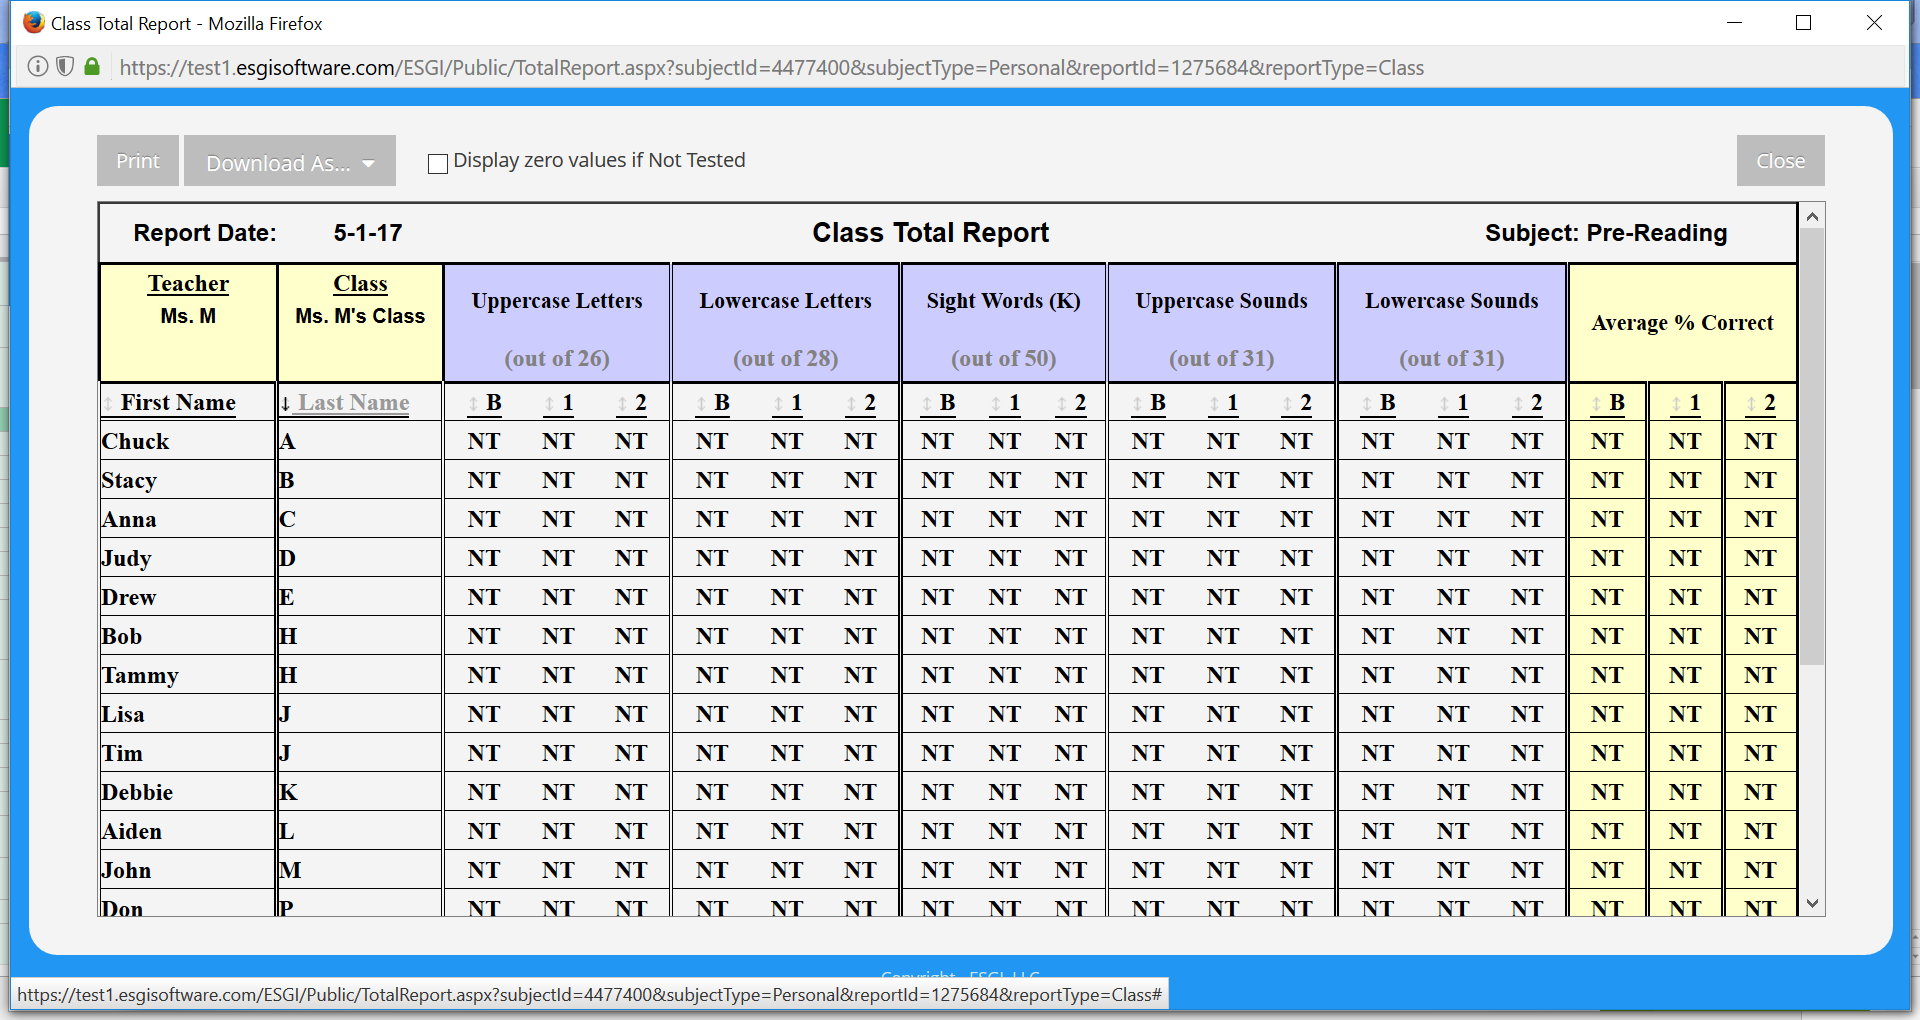 Class Total Report - Mozilla Firefox
https://test1.esgisoftware.com/ESGI/Public/TotalReport.aspx?subjectId=4477400&subjectType=Personal&reportId=1275684&reportType=Class
Print Download As... Display zero values if Not Tested Close
Report Date: 5-1-17 Class Total Report Subject: Pre-Reading
Teacher Class
Ms. M Ms. M's Class
Uppercase Letters Lowercase Letters Sight Words (K) Uppercase Sounds Lowercase Sounds Average % Correct
(out of 26) (out of 28) (out of 50) (out of 31) (out of 31)
↕ First Name ↓ Last Name ↕ B ↕ 1 ↕ 2 ↕ B ↕ 1 ↕ 2 ↕ B ↕ 1 ↕ 2 ↕ B ↕ 1 ↕ 2 ↕ B ↕ 1 ↕ 2 ↕ B ↕ 1 ↕ 2
Chuck A NT NT NT NT NT NT NT NT NT NT NT NT NT NT NT NT NT NT
Stacy B NT NT NT NT NT NT NT NT NT NT NT NT NT NT NT NT NT NT
Anna C NT NT NT NT NT NT NT NT NT NT NT NT NT NT NT NT NT NT
Judy D NT NT NT NT NT NT NT NT NT NT NT NT NT NT NT NT NT NT
Drew E NT NT NT NT NT NT NT NT NT NT NT NT NT NT NT NT NT NT
Bob H NT NT NT NT NT NT NT NT NT NT NT NT NT NT NT NT NT NT
Tammy H NT NT NT NT NT NT NT NT NT NT NT NT NT NT NT NT NT NT
Lisa J NT NT NT NT NT NT NT NT NT NT NT NT NT NT NT NT NT NT
Tim J NT NT NT NT NT NT NT NT NT NT NT NT NT NT NT NT NT NT
Debbie K NT NT NT NT NT NT NT NT NT NT NT NT NT NT NT NT NT NT
Aiden L NT NT NT NT NT NT NT NT NT NT NT NT NT NT NT NT NT NT
John M NT NT NT NT NT NT NT NT NT NT NT NT NT NT NT NT NT NT
Don P NT NT NT NT NT NT NT NT NT NT NT NT NT NT NT NT NT NT
Copyright - ESGI, LLC
https://test1.esgisoftware.com/ESGI/Public/TotalReport.aspx?subjectId=4477400&subjectType=Personal&reportId=1275684&reportType=Class#